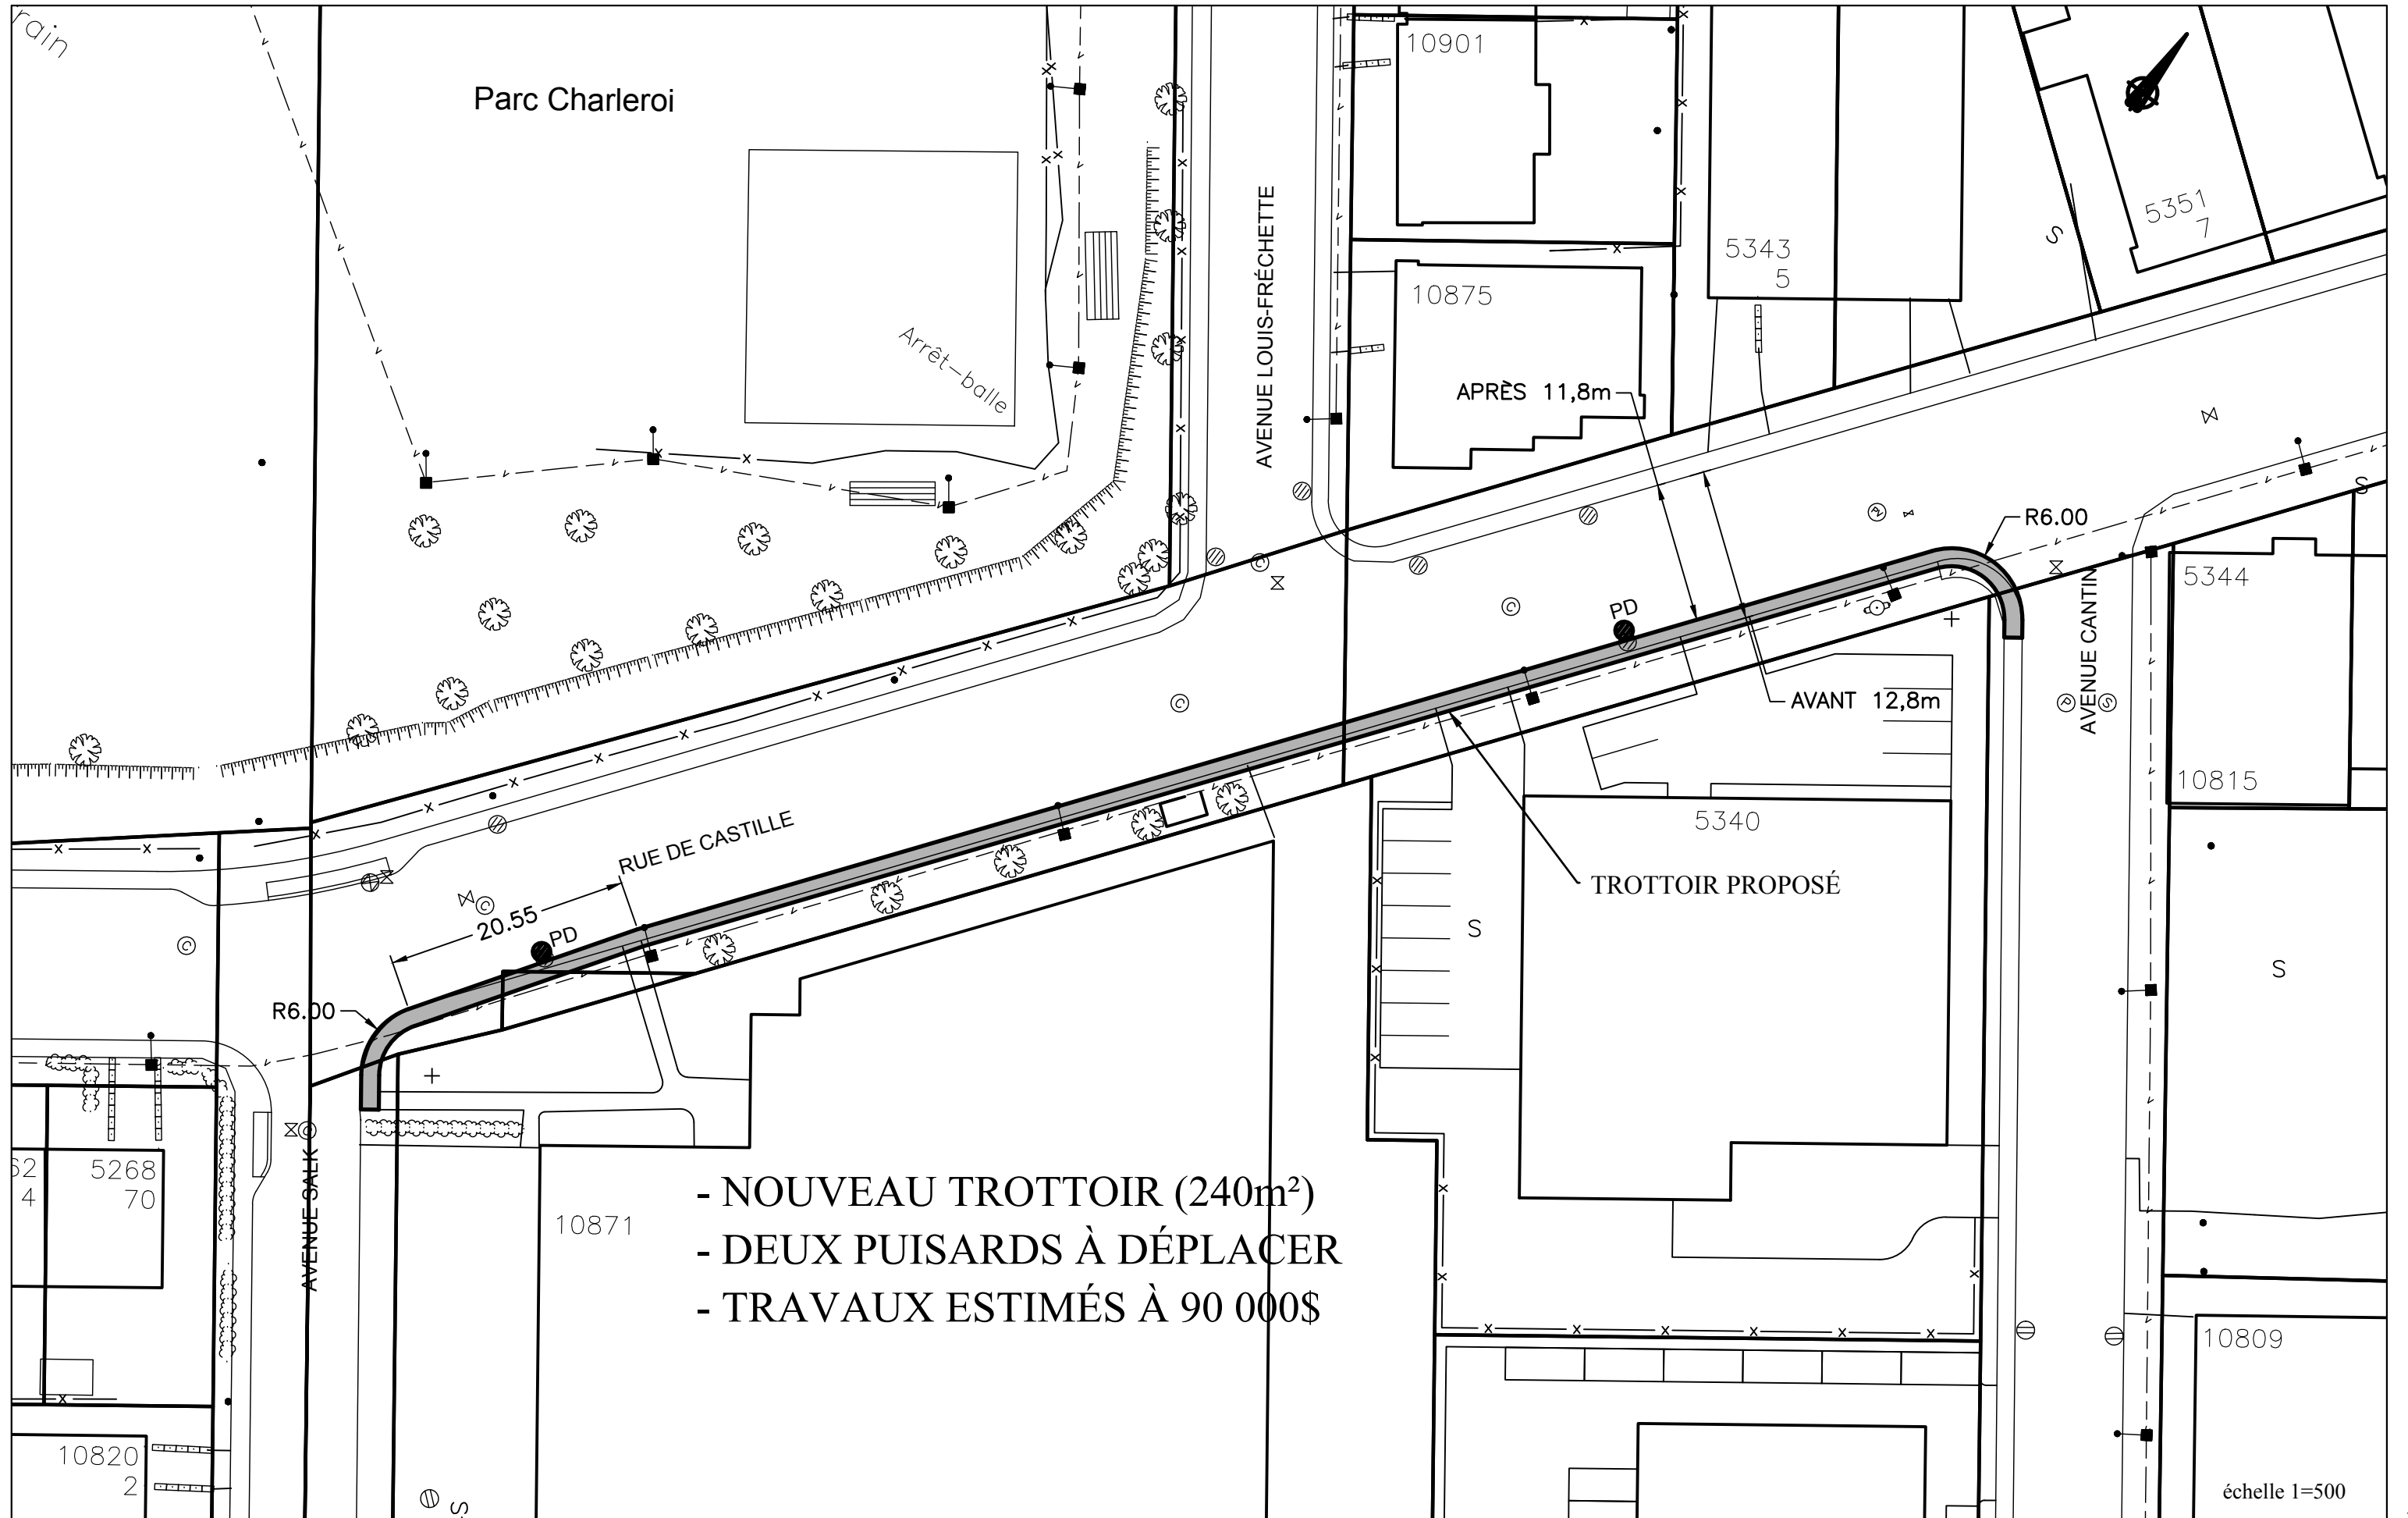 rain
Parc Charleroi
10901
5343
5
5351
7
S
10875
Arrêt-balle
AVENUE LOUIS-FRÉCHETTE
APRÈS 11,8m
R6.00
S
5344
PD
AVANT 12,8m
AVENUE CANTIN
10815
5340
RUE DE CASTILLE
TROTTOIR PROPOSÉ
20.55
PD
S
S
R6.00
AVENUE SALK
52
4
5268
70
10871
- NOUVEAU TROTTOIR (240m²)
- DEUX PUISARDS À DÉPLACER
- TRAVAUX ESTIMÉS À 90 000$
10809
10820
2
S
échelle 1=500